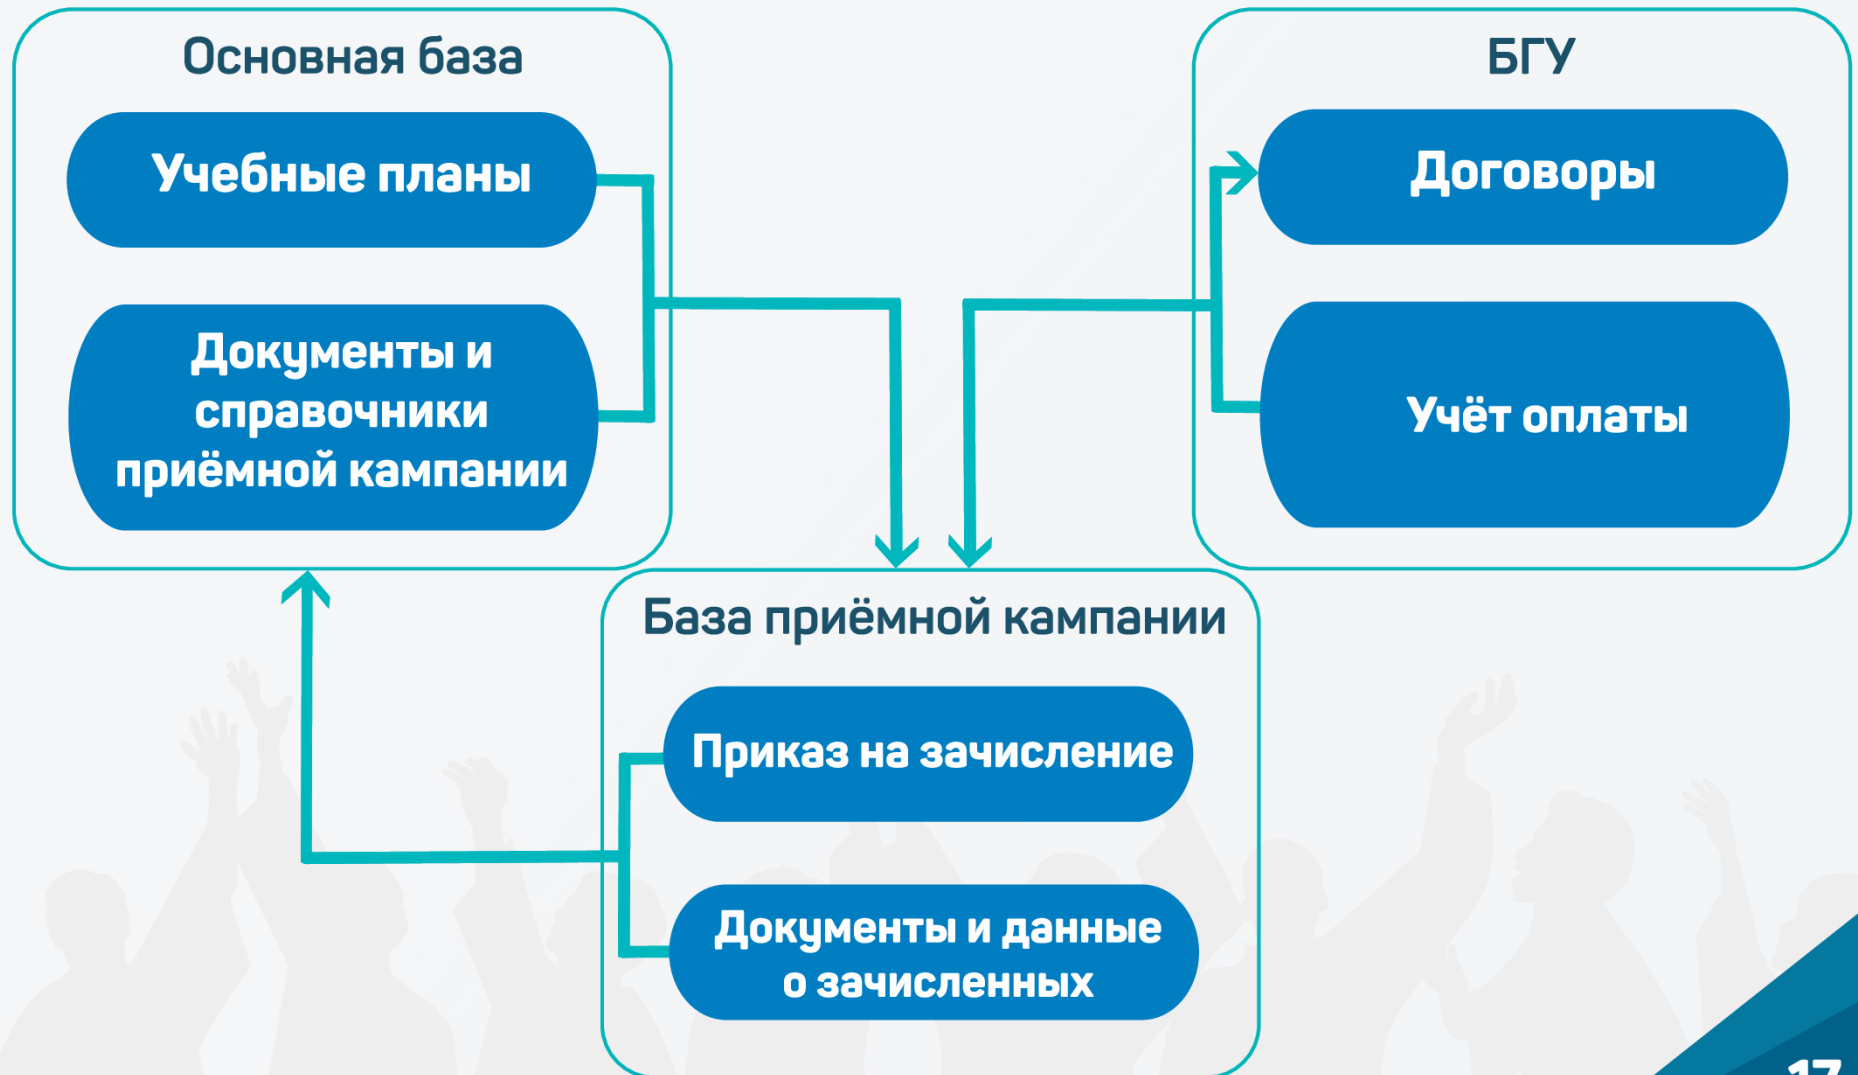 Основная база
Учебные планы
Документы и
справочники
приёмной кампании
БГУ
Договоры
Учёт оплаты
База приёмной кампании
Приказ на зачисление
Документы и данные
о зачисленных
17